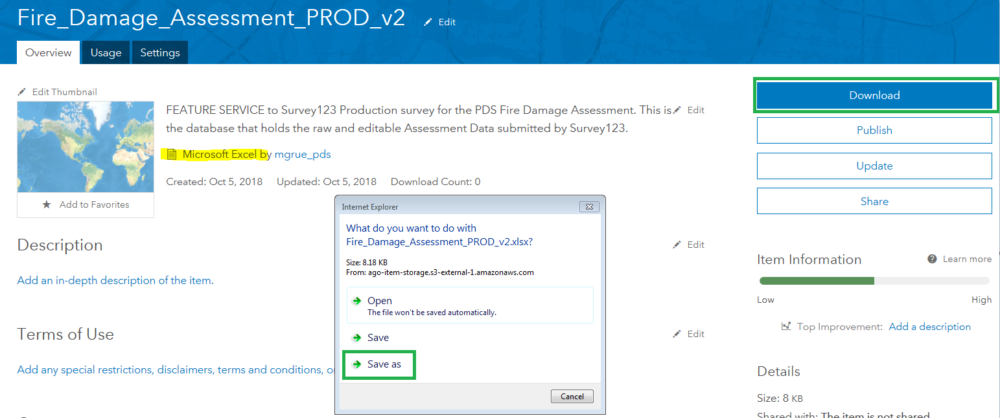 Fire_Damage_Assessment_PROD_v2 Edit
Overview Usage Settings
Edit Thumbnail
FEATURE SERVICE to Survey123 Production survey for the PDS Fire Damage Assessment. This is
the database that holds the raw and editable Assessment Data submitted by Survey123.
Edit
Microsoft Excel by mgrue_pds
Created: Oct 5, 2018 Updated: Oct 5, 2018 Download Count: 0
Add to Favorites
Description
Edit
Add an in-depth description of the item.
Terms of Use
Edit
Add any special restrictions, disclaimers, terms and conditions,
Internet Explorer
What do you want to do with
Fire_Damage_Assessment_PROD_v2.xlsx?
Size: 8.18 KB
From: ago-item-storage.s3-external-1.amazonaws.com
Open
The file won't be saved automatically.
Save
Save as
Cancel
Download
Publish
Update
Share
Item Information Learn more
Low High
Top Improvement: Add a description
Details
Size: 8 KB
Shared with: The item is not shared